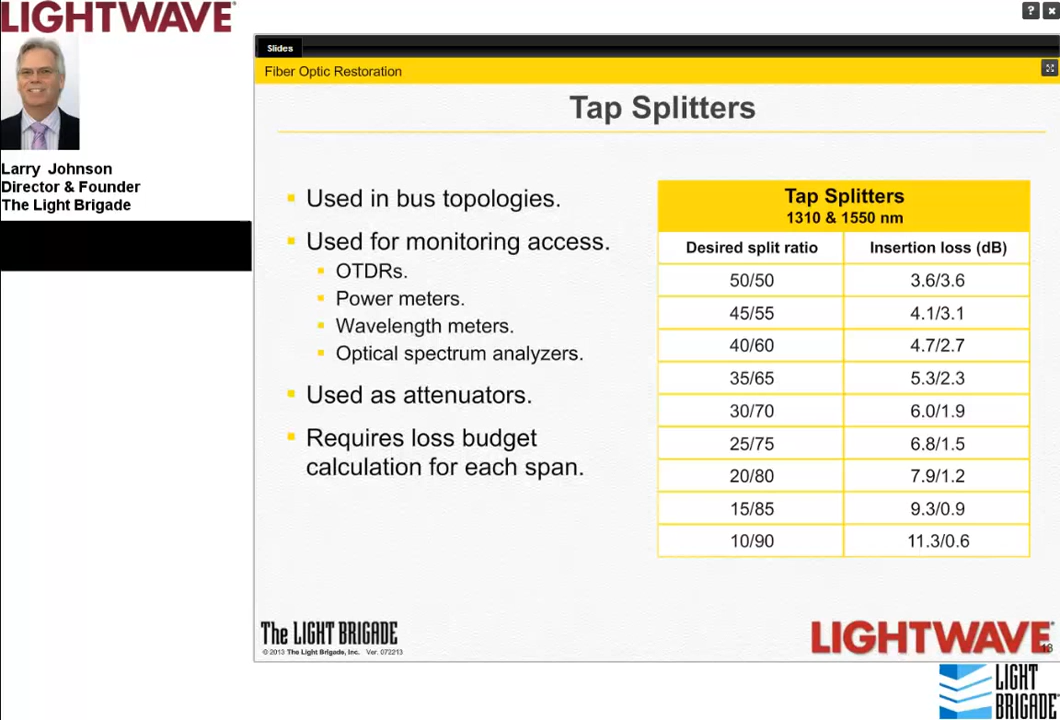 LIGHTWAVE®
?
Slides
Fiber Optic Restoration
Larry Johnson
Director & Founder
The Light Brigade
Tap Splitters
▪ Used in bus topologies.
▪ Used for monitoring access.
▪ OTDRs.
▪ Power meters.
▪ Wavelength meters.
▪ Optical spectrum analyzers.
▪ Used as attenuators.
▪ Requires loss budget
calculation for each span.
Tap Splitters
1310 & 1550 nm
Desired split ratio Insertion loss (dB)
50/50 3.6/3.6
45/55 4.1/3.1
40/60 4.7/2.7
35/65 5.3/2.3
30/70 6.0/1.9
25/75 6.8/1.5
20/80 7.9/1.2
15/85 9.3/0.9
10/90 11.3/0.6
The LIGHT BRIGADE
© 2013 The Light Brigade, Inc. Ver. 072213
LIGHTWAVE®
LIGHT
BRIGADE